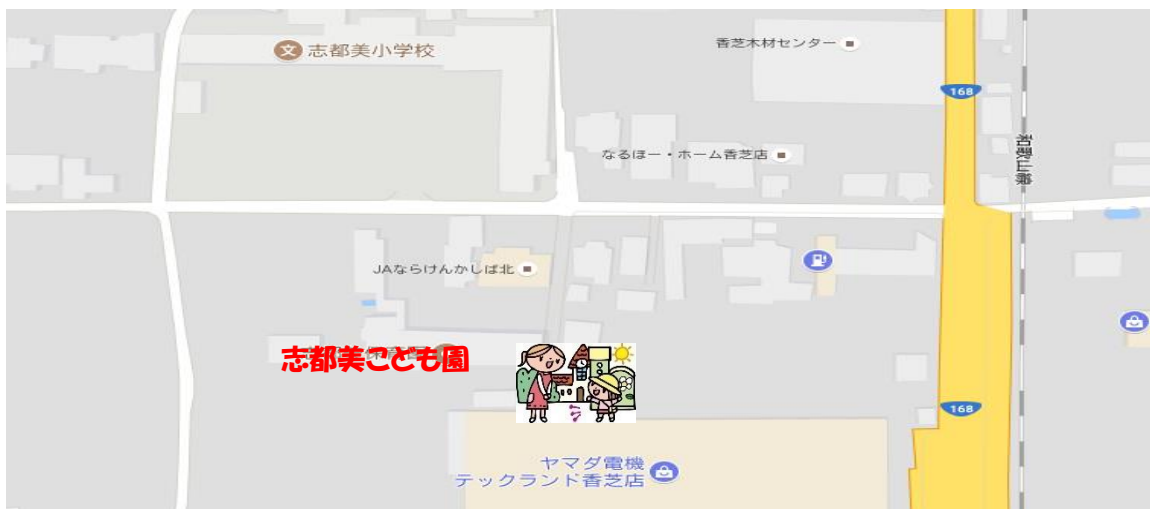 志都美小学校
香芝木材センター
168
なるほー・ホーム香芝店
和歌山線
JAならけんかしば北
志都美こども園
168
ヤマダ電機
テックランド香芝店